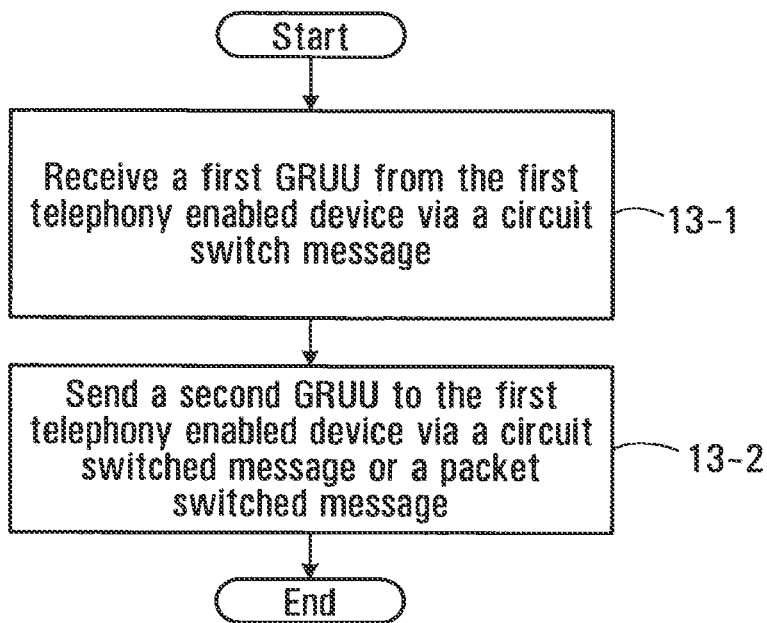 Start
Receive a first GRUU from the first
telephony enabled device via a circuit
switch message
13-1
Send a second GRUU to the first
telephony enabled device via a circuit
switched message or a packet
switched message
13-2
End